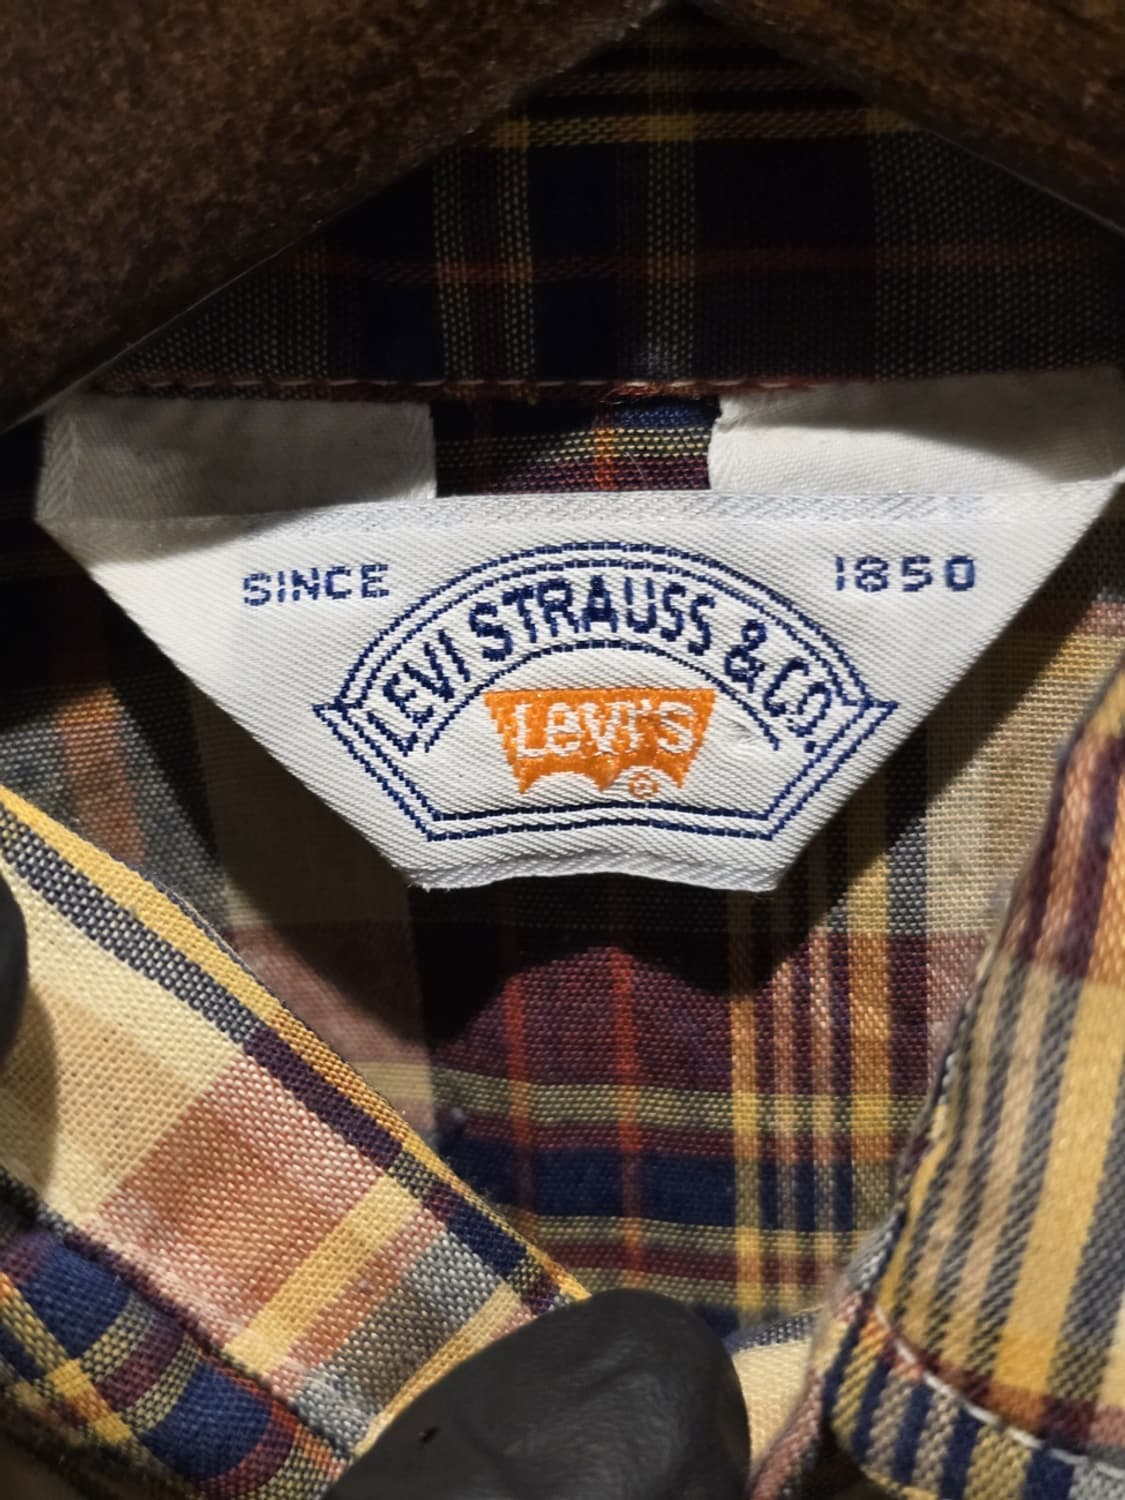 SINCE 1850
LEVI STRAUSS & CO.
LEVI'S ®